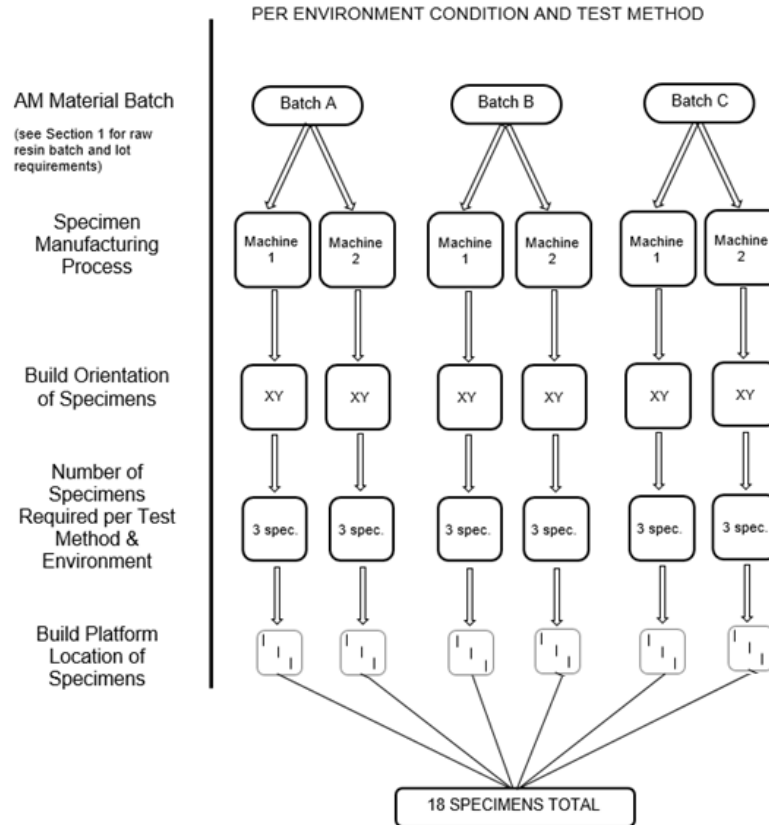 PER ENVIRONMENT CONDITION AND TEST METHOD
AM Material Batch
(see Section 1 for raw
resin batch and lot
requirements)
Batch A
Batch B
Batch C
Specimen
Manufacturing
Process
Machine
1
Machine
2
Machine
1
Machine
2
Machine
1
Machine
2
Build Orientation
of Specimens
XY
XY
XY
XY
XY
XY
Number of
Specimens
Required per Test
Method &
Environment
3 spec.
3 spec.
3 spec.
3 spec.
3 spec.
3 spec.
Build Platform
Location of
Specimens
18 SPECIMENS TOTAL